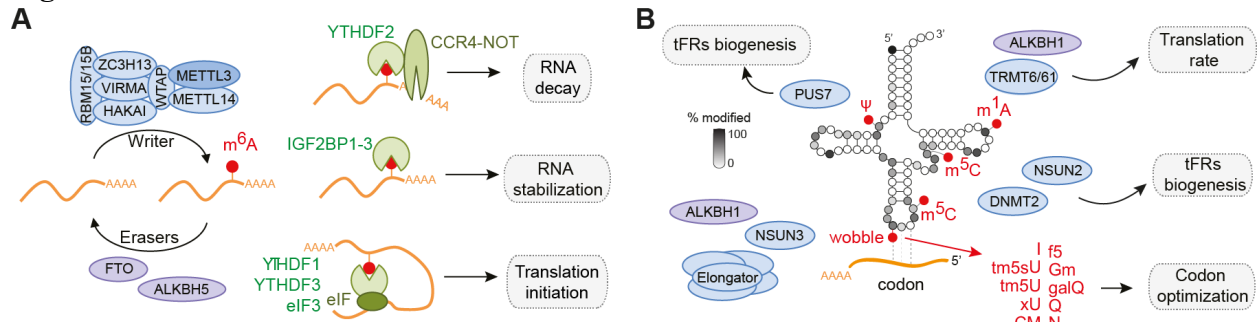 A
RBM15/15B
ZC3H13
VIRMA
HAKAI
WTAP
METTL3
METTL14
Writer
m6A
AAAA
AAAA
Erasers
FTO
ALKBH5
YTHDF2
CCR4-NOT
AAA
RNA
decay
IGF2BP1-3
AAAA
RNA
stabilization
AAAA
YTHDF1
YTHDF3
eIF3
eIF
Translation
initiation
B
tFRs biogenesis
PUS7
% modified
100
0
5'
3'
Ψ
ALKBH1
TRMT6/61
m1A
Translation
rate
m5C
NSUN2
DNMT2
tFRs
biogenesis
m5C
ALKBH1
NSUN3
Elongator
wobble
AAAA
5'
codon
I f5
tm5sU Gm
tm5U galQ
xU Q
Codon
optimization